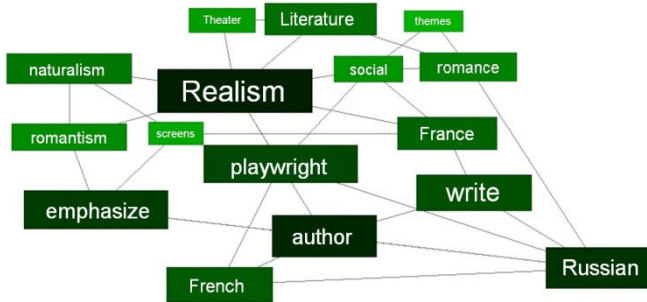 Theater
Literature
themes
naturalism
social
romance
Realism
romantism
screens
France
playwright
write
emphasize
author
Russian
French